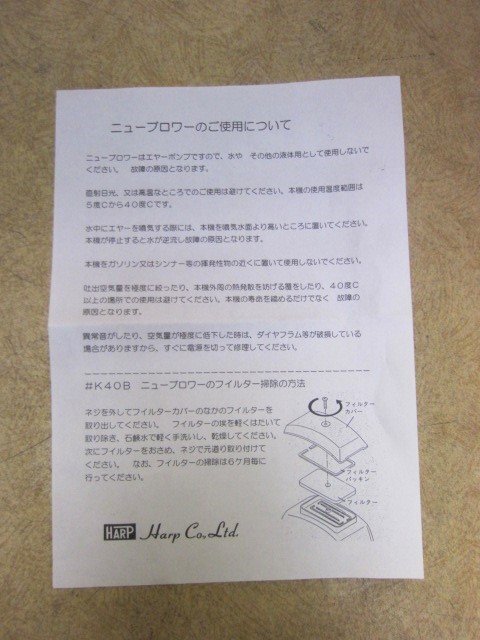 ニューブロワーのご使用について
ニューブロワーはエヤーポンプですので、水や その他の液体用として使用しないで
ください。 故障の原因となります。
直射日光、又は高温なところでのご使用は避けてください。本機の使用温度範囲は
5度Cから40度Cです。
水中にエヤーを噴気する際には、本機を噴気水面より高いところに置いてください。
本機が停止すると水が逆流し故障の原因となります。
本機をガソリン又はシンナー等の揮発性物の近くに置いて使用しないでください。
吐出空気量を極度に絞ったり、本機外周の熱発散を妨げる覆をしたり、40度C
以上の場所での使用は避けてください。本機の寿命を縮めるだけでなく 故障の
原因となります。
異常音がしたり、空気量が極度に低下した時は、ダイヤフラム等が破損している
場合がありますから、すぐに電源を切って修理してください。
#K40B ニューブロワーのフィルター掃除の方法
ネジを外してフィルターカバーのなかのフィルターを
取り出してください。 フィルターの埃を軽くはたいて
取り除き、石鹸水で軽く手洗いし、乾燥してください。
次にフィルターをおさめ、ネジで元通り取り付けて
ください。 なお、フィルターの掃除は6ケ月毎に
行ってください。
フィルター
カバー
フィルター
パッキン
フィルター
HARP Harp Co,Ltd.